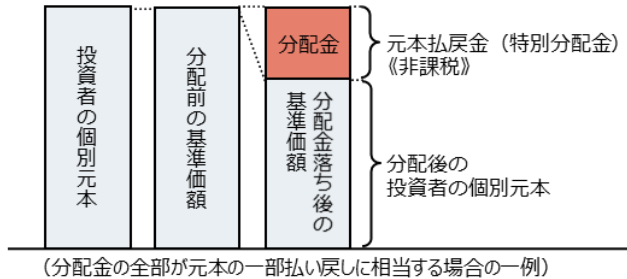 投資者の個別元本
分配前の基準価額
分配金
分配金落ち後の
基準価額
元本払戻金（特別分配金）
《非課税》
分配後の
投資者の個別元本
（分配金の全部が元本の一部払い戻しに相当する場合の一例）